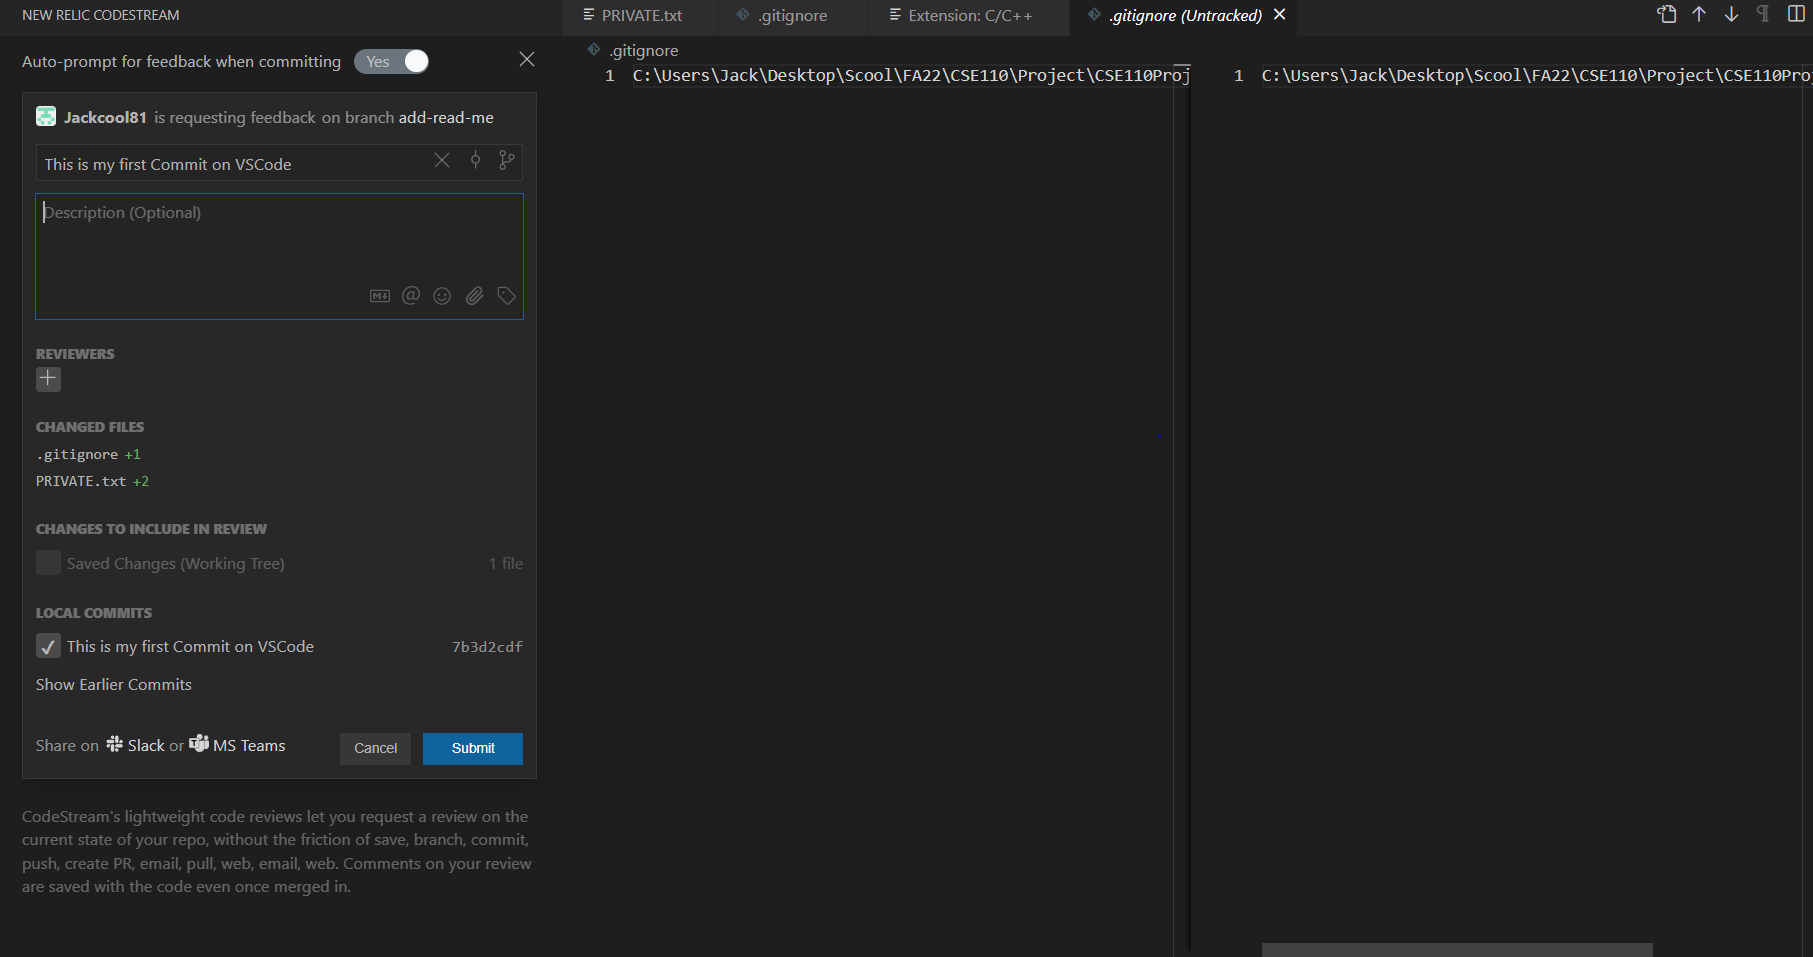 NEW RELIC CODESTREAM
Auto-prompt for feedback when committing Yes
Jackcool81 is requesting feedback on branch add-read-me
This is my first Commit on VSCode
Description (Optional)
REVIEWERS
CHANGED FILES
.gitignore +1
PRIVATE.txt +2
CHANGES TO INCLUDE IN REVIEW
Saved Changes (Working Tree) 1 file
LOCAL COMMITS
This is my first Commit on VSCode 7b3d2cdf
Show Earlier Commits
Share on Slack or MS Teams Cancel Submit
CodeStream's lightweight code reviews let you request a review on the
current state of your repo, without the friction of save, branch, commit,
push, create PR, email, pull, web, email, web. Comments on your review
are saved with the code even once merged in.
PRIVATE.txt .gitignore Extension: C/C++ .gitignore (Untracked)
.gitignore
1 C:\Users\Jack\Desktop\Scool\FA22\CSE110\Project\CSE110Proj
1 C:\Users\Jack\Desktop\Scool\FA22\CSE110\Project\CSE110Proj